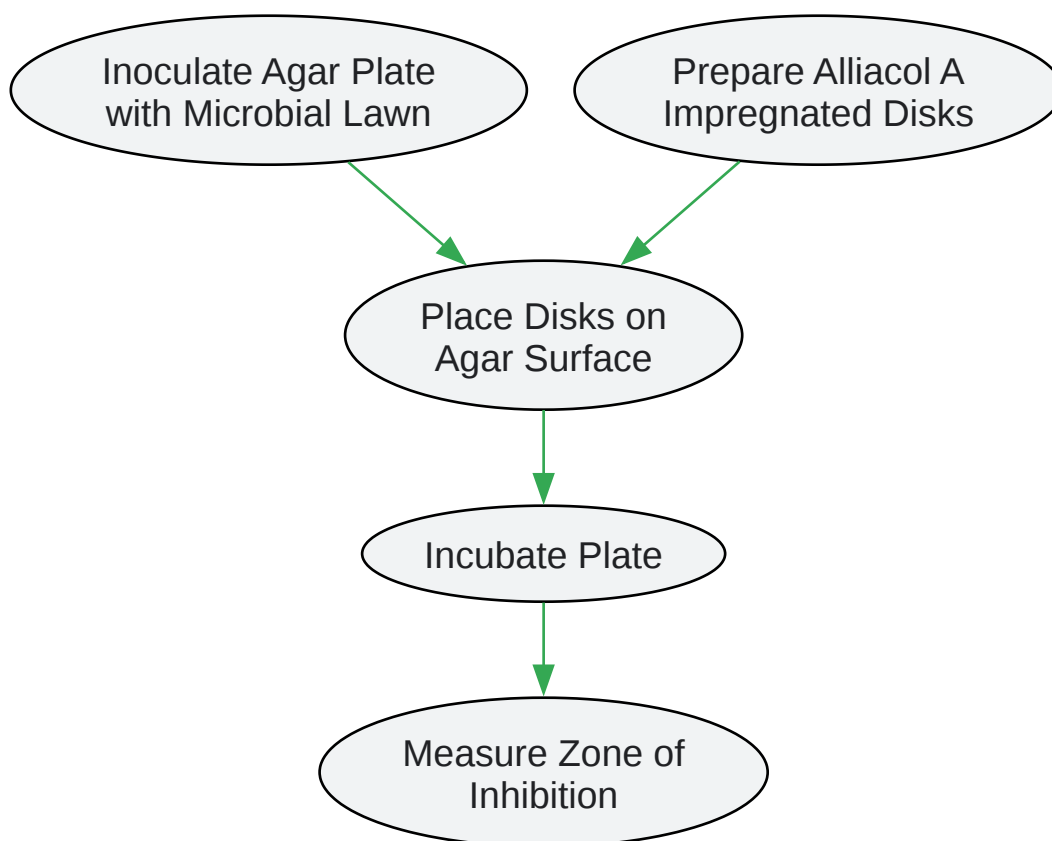 Inoculate Agar Plate
with Microbial Lawn
Prepare Alliacol A
Impregnated Disks
Place Disks on
Agar Surface
Incubate Plate
Measure Zone of
Inhibition